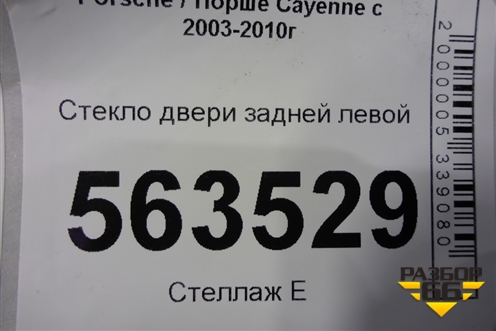 Porsche / Порше Cayenne с
2003-2010г
Стекло двери задней левой
563529
Стеллаж Е
2000005339080
РАЗБОР
66